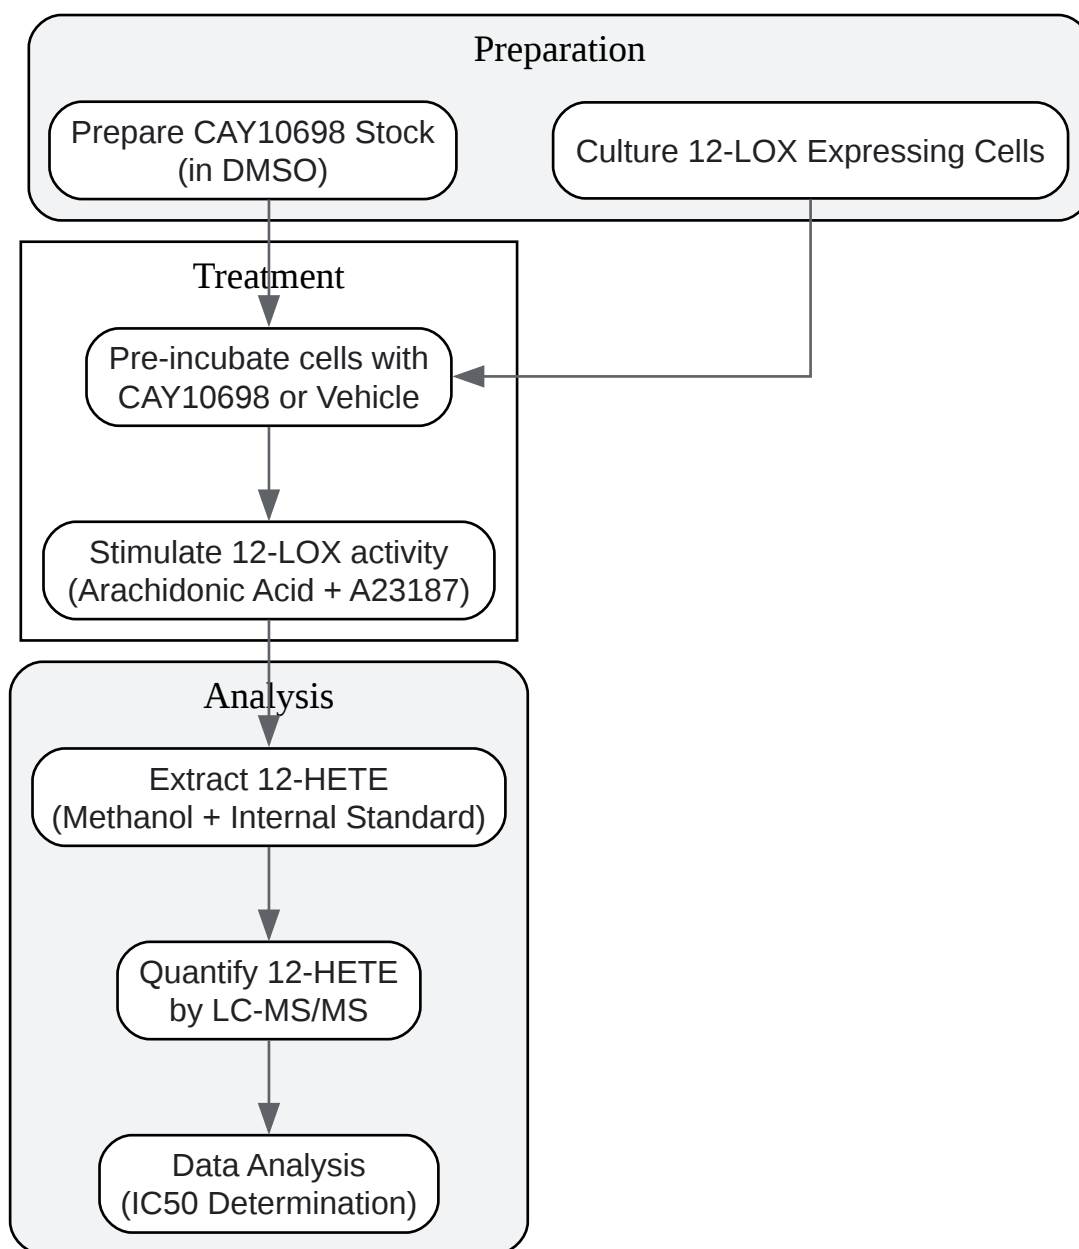 Preparation
Prepare CAY10698 Stock
(in DMSO)
Culture 12-LOX Expressing Cells
Treatment
Pre-incubate cells with
CAY10698 or Vehicle
Stimulate 12-LOX activity
(Arachidonic Acid + A23187)
Analysis
Extract 12-HETE
(Methanol + Internal Standard)
Quantify 12-HETE
by LC-MS/MS
Data Analysis
(IC50 Determination)